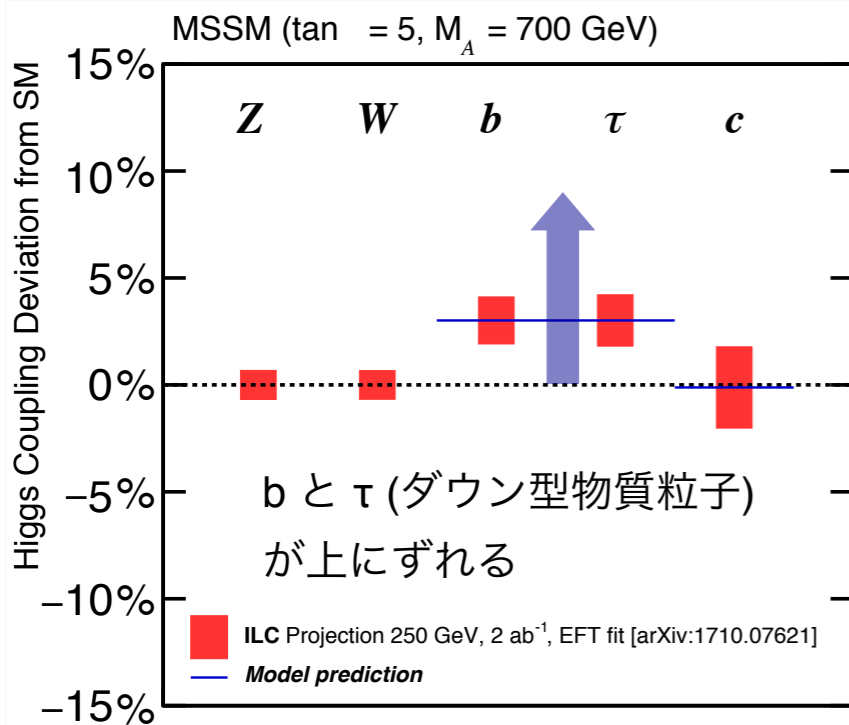 MSSM (tan = 5, M_A = 700 GeV)
Higgs Coupling Deviation from SM
15%
10%
5%
0%
−5%
−10%
−15%
Z W b τ c
b と τ (ダウン型物質粒子)
が上にずれる
ILC Projection 250 GeV, 2 ab⁻¹, EFT fit [arXiv:1710.07621]
Model prediction